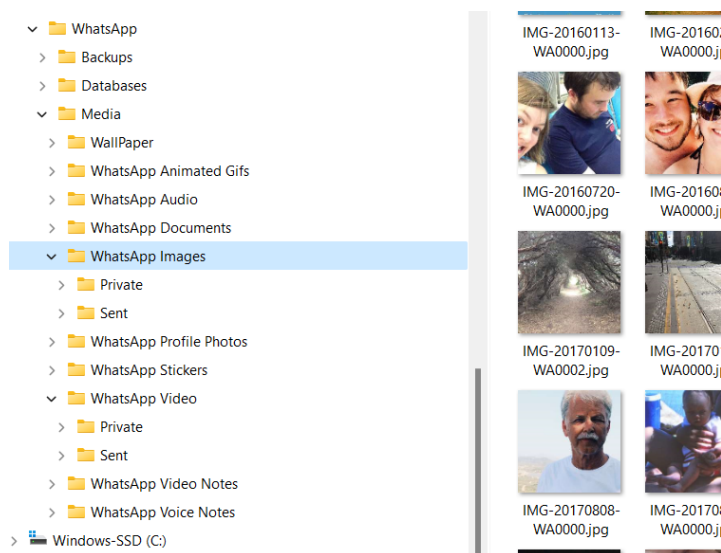 WhatsApp
Backups
Databases
Media
WallPaper
WhatsApp Animated Gifs
WhatsApp Audio
WhatsApp Documents
WhatsApp Images
Private
Sent
WhatsApp Profile Photos
WhatsApp Stickers
WhatsApp Video
Private
Sent
WhatsApp Video Notes
WhatsApp Voice Notes
Windows-SSD (C:)
IMG-20160113-
WA0000.jpg
IMG-20160720-
WA0000.jpg
IMG-20170109-
WA0002.jpg
IMG-20170808-
WA0000.jpg